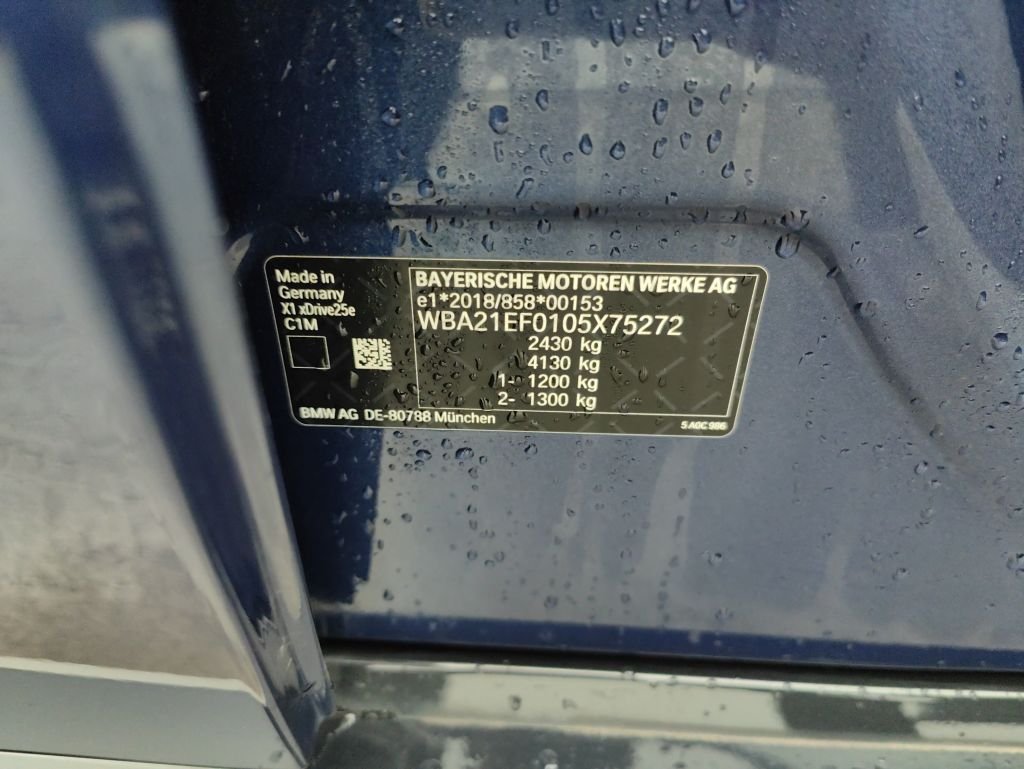 Made in
Germany
X1 xDrive25e
C1M
BAYERISCHE MOTOREN WERKE AG
e1*2018/858*00153
WBA21EF0105X75272
2430 kg
4130 kg
1- 1200 kg
2- 1300 kg
BMW AG DE-80788 München
5 A0C 986